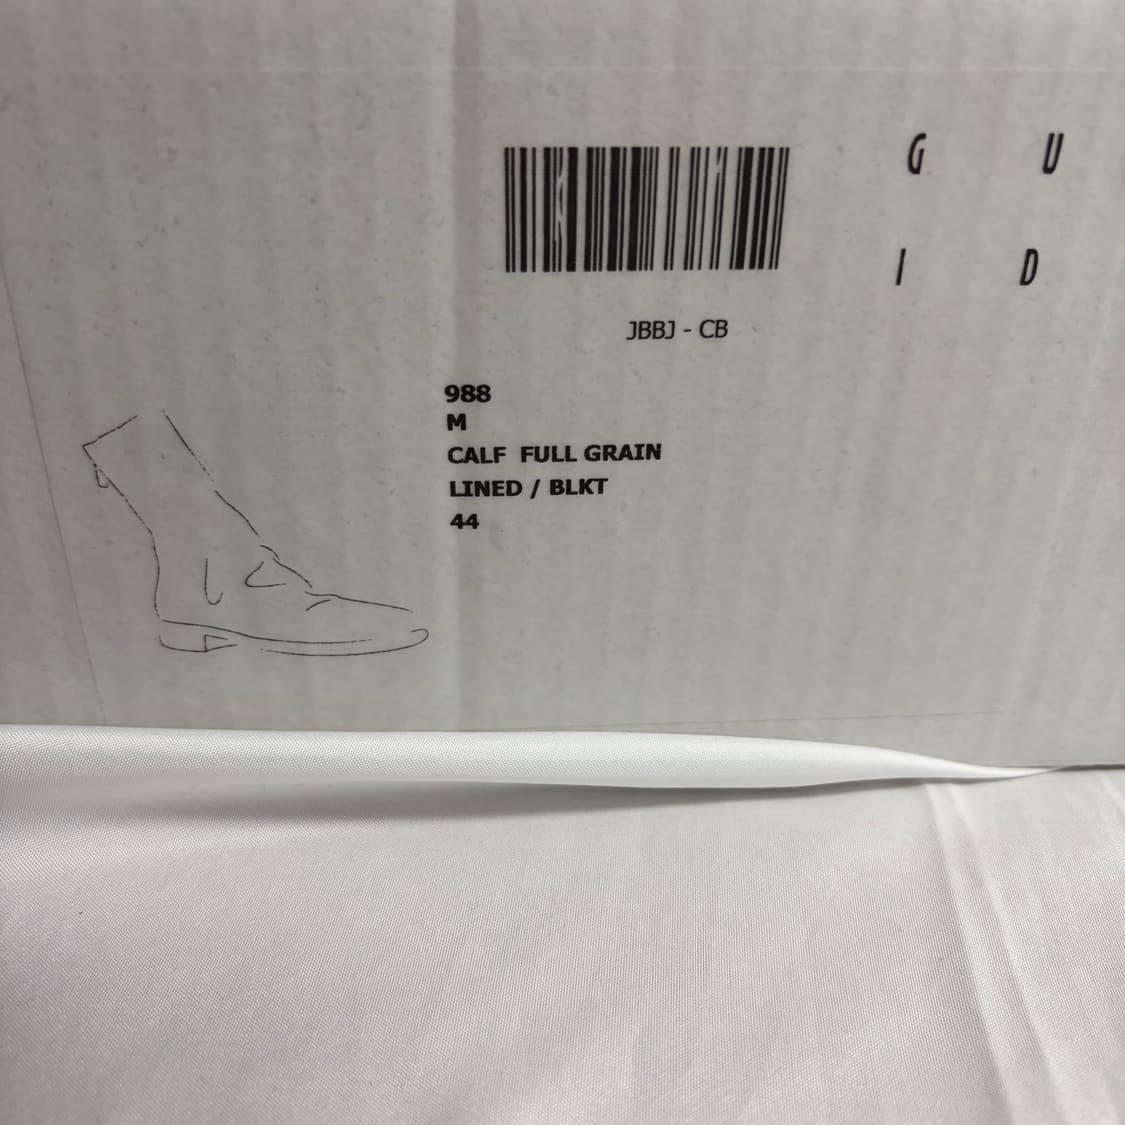 G U
I D
JBBJ - CB
988
M
CALF FULL GRAIN
LINED / BLKT
44